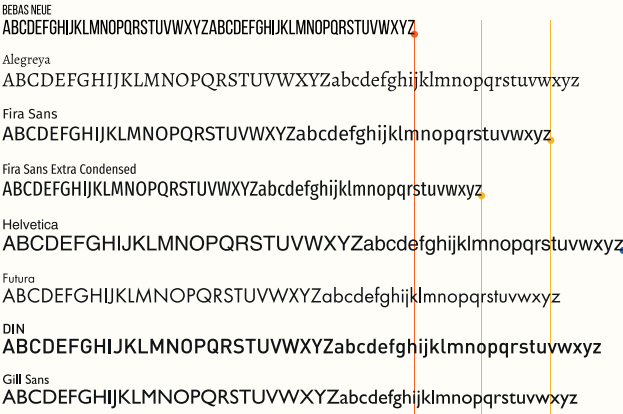 BEBAS NEUE
ABCDEFGHIJKLMNOPQRSTUVWXYZABCDEFGHIJKLMNOPQRSTUVWXYZ
Alegreya
ABCDEFGHIJKLMNOPQRSTUVWXYZabcdefghijklmnopqrstuvwxyz
Fira Sans
ABCDEFGHIJKLMNOPQRSTUVWXYZabcdefghijklmnopqrstuvwxyz
Fira Sans Extra Condensed
ABCDEFGHIJKLMNOPQRSTUVWXYZabcdefghijklmnopqrstuvwxyz
Helvetica
ABCDEFGHIJKLMNOPQRSTUVWXYZabcdefghijklmnopqrstuvwxyz
Futura
ABCDEFGHIJKLMNOPQRSTUVWXYZabcdefghijklmnopqrstuvwxyz
DIN
ABCDEFGHIJKLMNOPQRSTUVWXYZabcdefghijklmnopqrstuvwxyz
Gill Sans
ABCDEFGHIJKLMNOPQRSTUVWXYZabcdefghijklmnopqrstuvwxyz